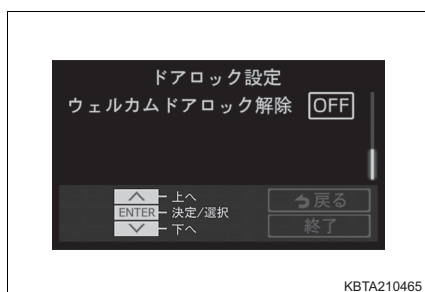 ドアロック設定
ウェルカムドアロック解除 OFF
上へ
ENTER 決定/選択
下へ
戻る
終了
KBTA210465